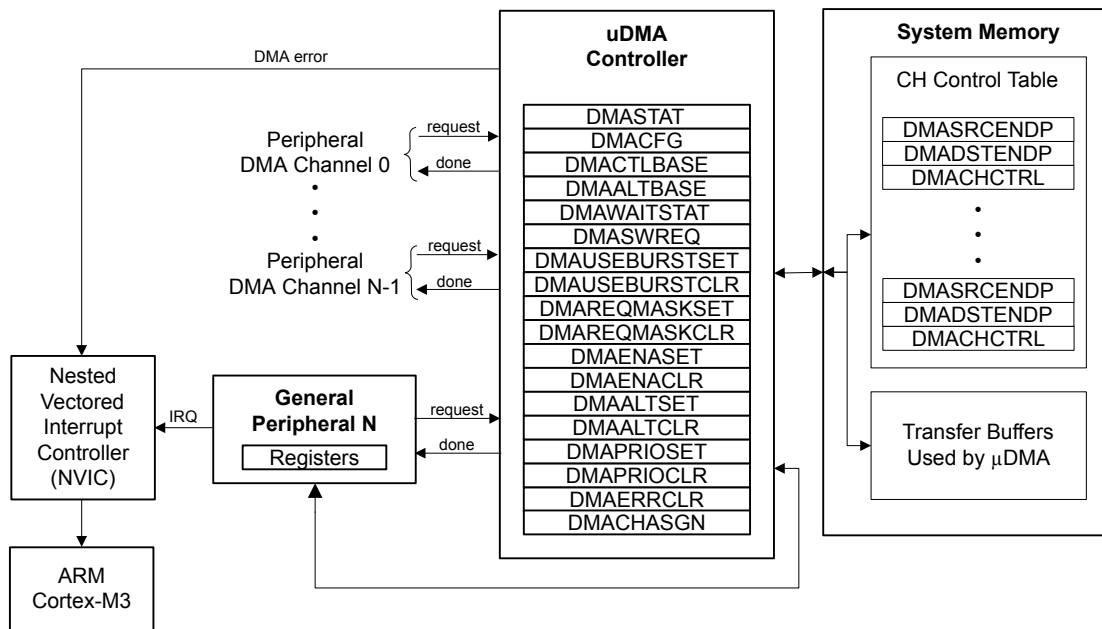 uDMA
Controller
System Memory
DMA error
CH Control Table
DMASTAT
DMACFG
DMACTLBASE
DMAALTBASE
DMAWAITSTAT
DMASWREQ
DMAUSEBURSTSET
DMAUSEBURSTCLR
DMAREQMASKSET
DMAREQMASKCLR
DMAENASET
DMAENACLR
DMAALTSET
DMAALTCLR
DMAPRIOSET
DMAPRIOCLR
DMAERRCLR
DMACHASGN
request
Peripheral
DMA Channel 0
done
•
•
•
request
Peripheral
DMA Channel N-1
done
DMASRCENDP
DMADSTENDP
DMACHCTRL
•
•
•
DMASRCENDP
DMADSTENDP
DMACHCTRL
Transfer Buffers
Used by μDMA
Nested
Vectored
Interrupt
Controller
(NVIC)
IRQ
General
Peripheral N
Registers
request
done
ARM
Cortex-M3